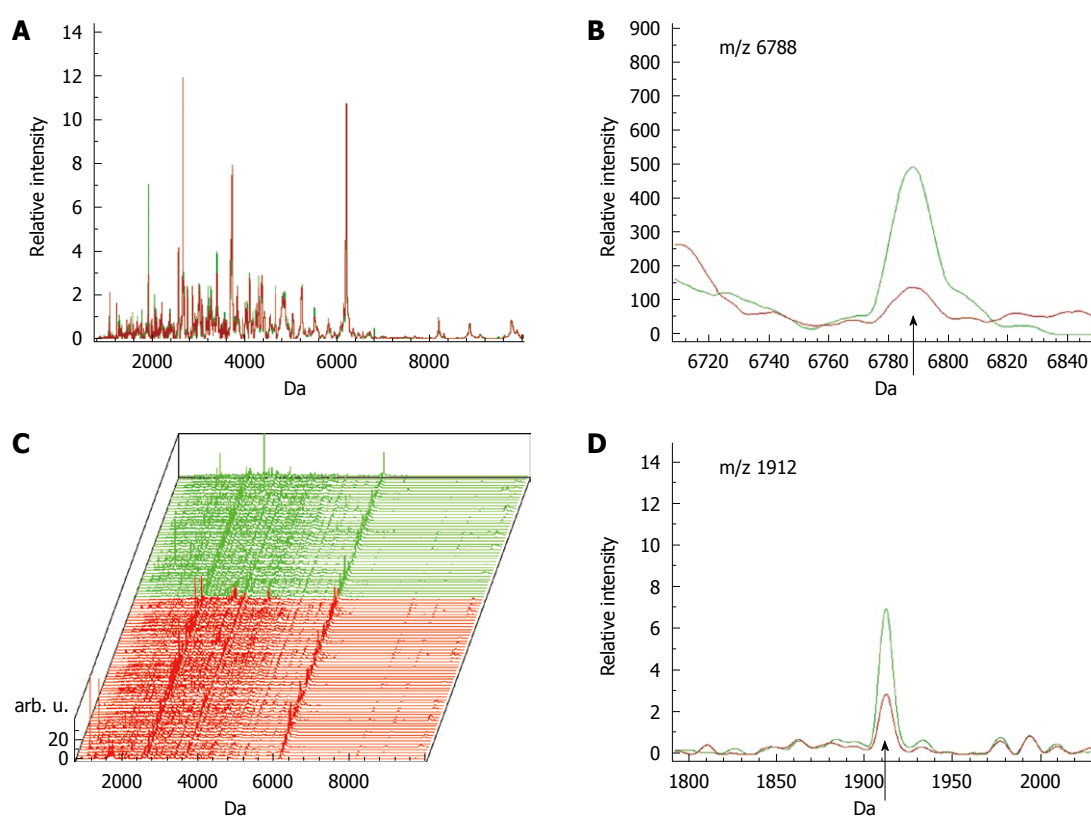 A
Relative intensity
14
12
10
8
6
4
2
0
2000 4000 6000 8000
Da
B
m/z 6788
Relative intensity
900
800
700
600
500
400
300
200
100
0
6720 6740 6760 6780 6800 6820 6840
Da
C
arb. u.
20
0
2000 4000 6000 8000
Da
D
m/z 1912
Relative intensity
14
12
10
8
6
4
2
0
1800 1850 1900 1950 2000
Da